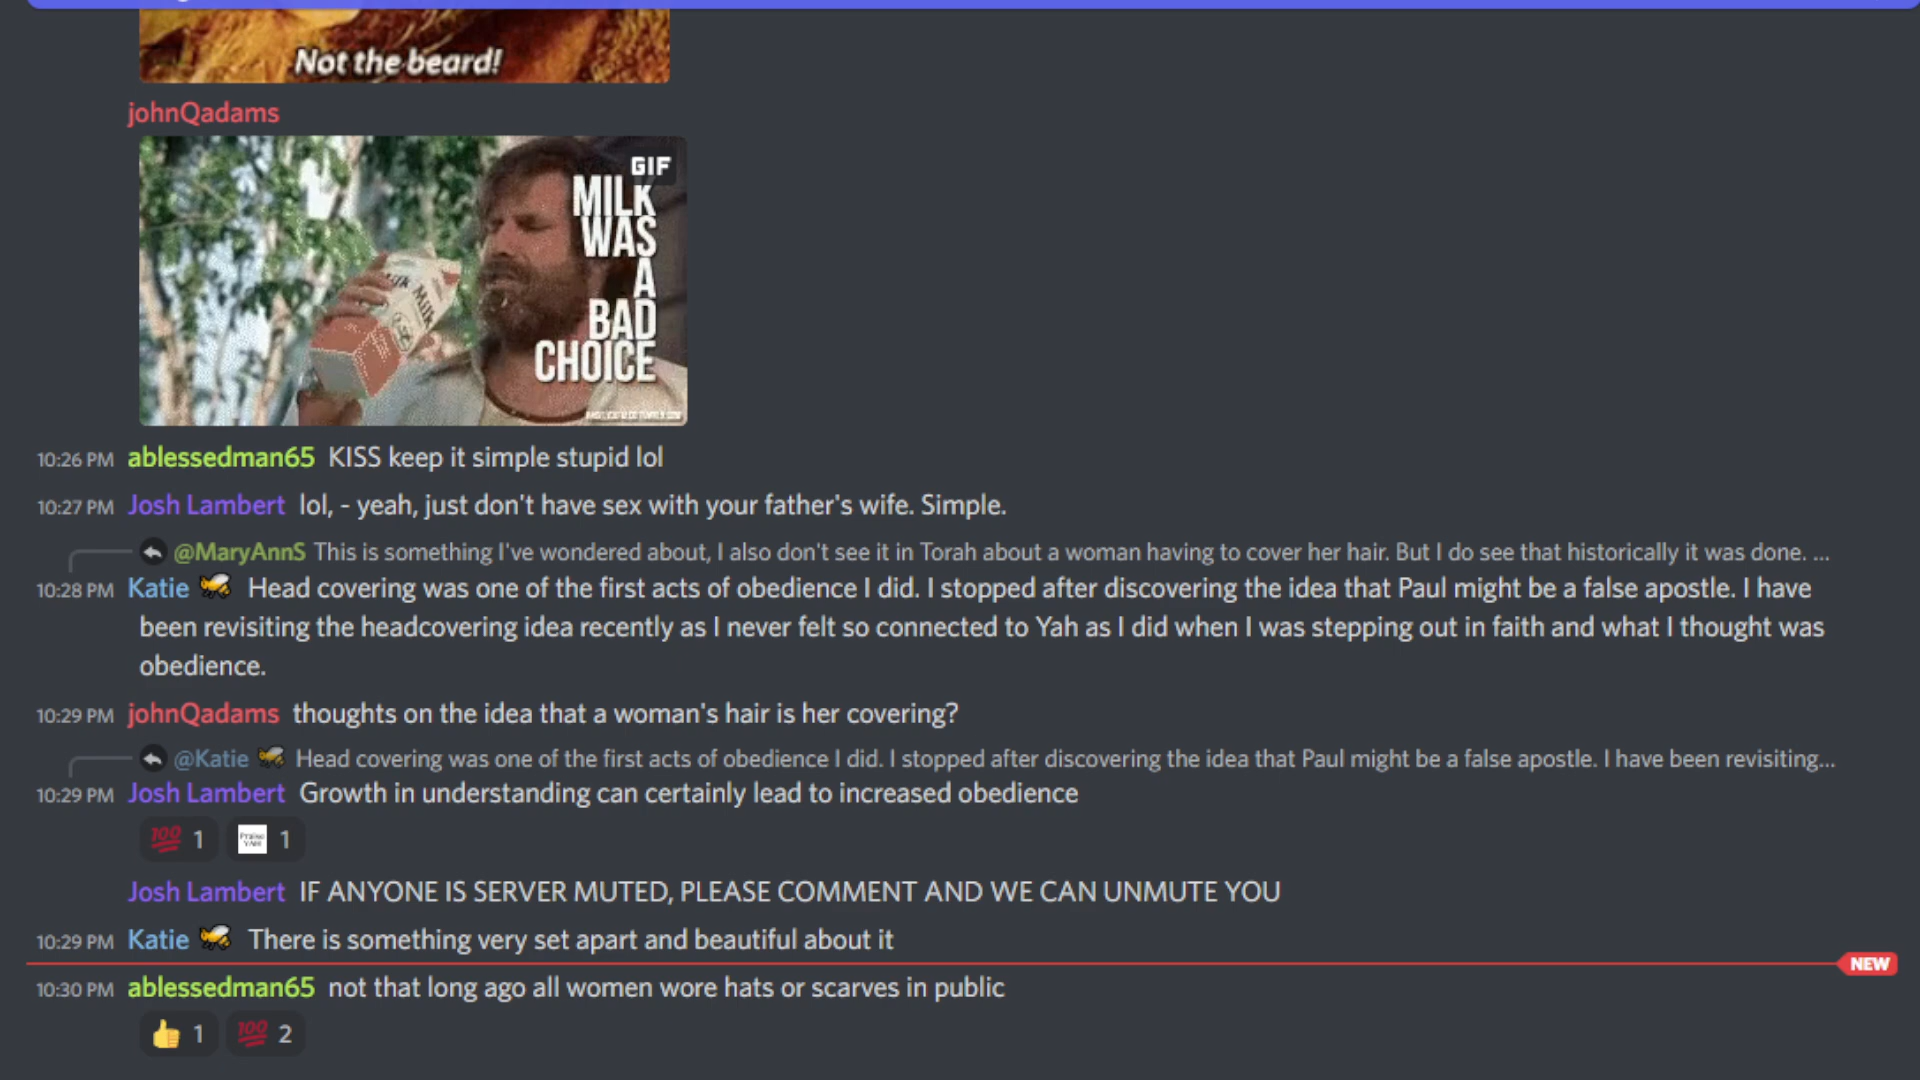 Not the beard!
johnQadams
GIF
MILK
WAS
A
BAD
CHOICE
Milk
10:26 PM ablessedman65 KISS keep it simple stupid lol
10:27 PM Josh Lambert lol, - yeah, just don't have sex with your father's wife. Simple.
@MaryAnnS This is something I've wondered about, I also don't see it in Torah about a woman having to cover her hair. But I do see that historically it was done. ...
10:28 PM Katie 🐝 Head covering was one of the first acts of obedience I did. I stopped after discovering the idea that Paul might be a false apostle. I have
been revisiting the headcovering idea recently as I never felt so connected to Yah as I did when I was stepping out in faith and what I thought was
obedience.
10:29 PM johnQadams thoughts on the idea that a woman's hair is her covering?
@Katie 🐝 Head covering was one of the first acts of obedience I did. I stopped after discovering the idea that Paul might be a false apostle. I have been revisiting...
10:29 PM Josh Lambert Growth in understanding can certainly lead to increased obedience
💯 1 Praise YAH! 1
Josh Lambert IF ANYONE IS SERVER MUTED, PLEASE COMMENT AND WE CAN UNMUTE YOU
10:29 PM Katie 🐝 There is something very set apart and beautiful about it
NEW
10:30 PM ablessedman65 not that long ago all women wore hats or scarves in public
👍 1 💯 2